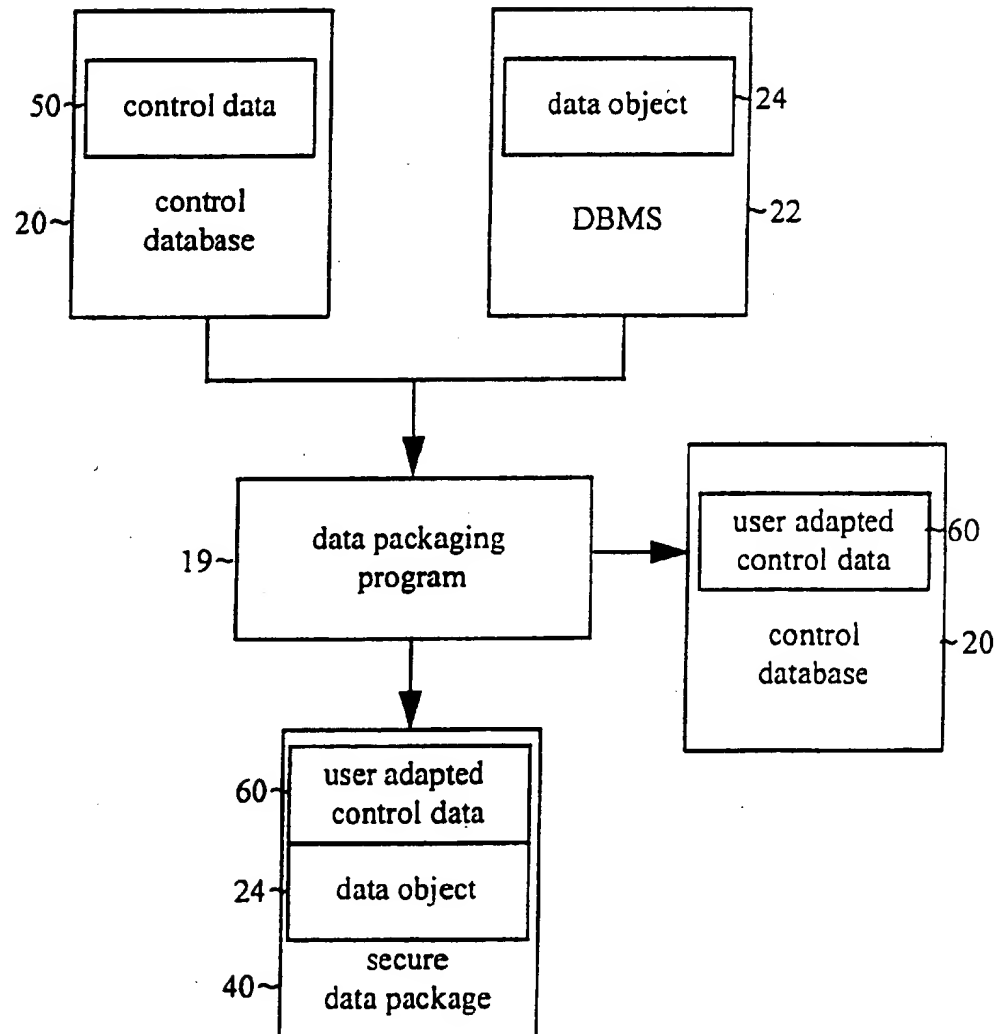 50~ control data
data object ~24
20~ control
database
DBMS ~22
19~ data packaging
program
user adapted ~60
control data
control ~20
database
60~ user adapted
control data
24~ data object
40~ secure
data package